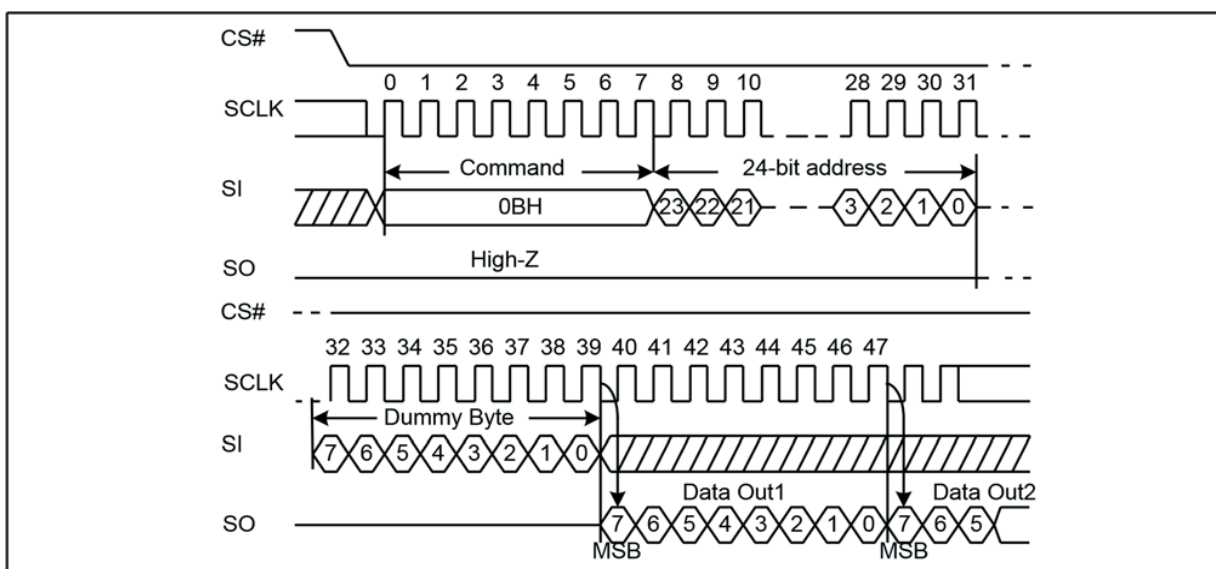 CS#
0 1 2 3 4 5 6 7 8 9 10 28 29 30 31
SCLK
Command 24-bit address
SI
0BH 23 22 21 3 2 1 0
High-Z
SO
CS#
32 33 34 35 36 37 38 39 40 41 42 43 44 45 46 47
SCLK
Dummy Byte
SI
7 6 5 4 3 2 1 0
Data Out1 Data Out2
SO 7 6 5 4 3 2 1 0 7 6 5
MSB MSB